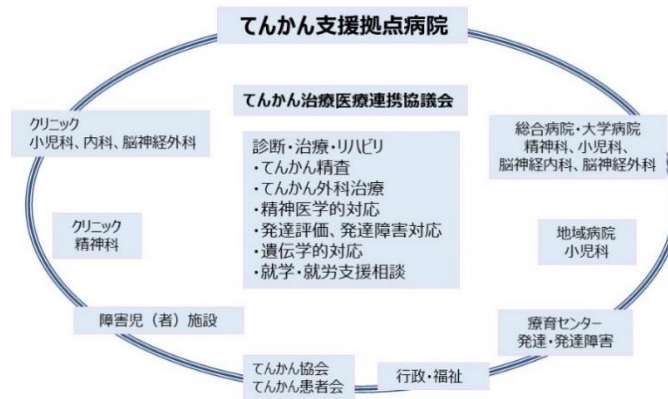 てんかん支援拠点病院
てんかん治療医療連携協議会
クリニック
小児科、内科、脳神経外科
総合病院・大学病院
精神科、小児科、
脳神経内科、脳神経外科
診断・治療・リハビリ
・てんかん精査
・てんかん外科治療
・精神医学的対応
・発達評価、発達障害対応
・遺伝学的対応
・就学・就労支援相談
クリニック
精神科
地域病院
小児科
障害児（者）施設
療育センター
発達・発達障害
てんかん協会
てんかん患者会
行政・福祉